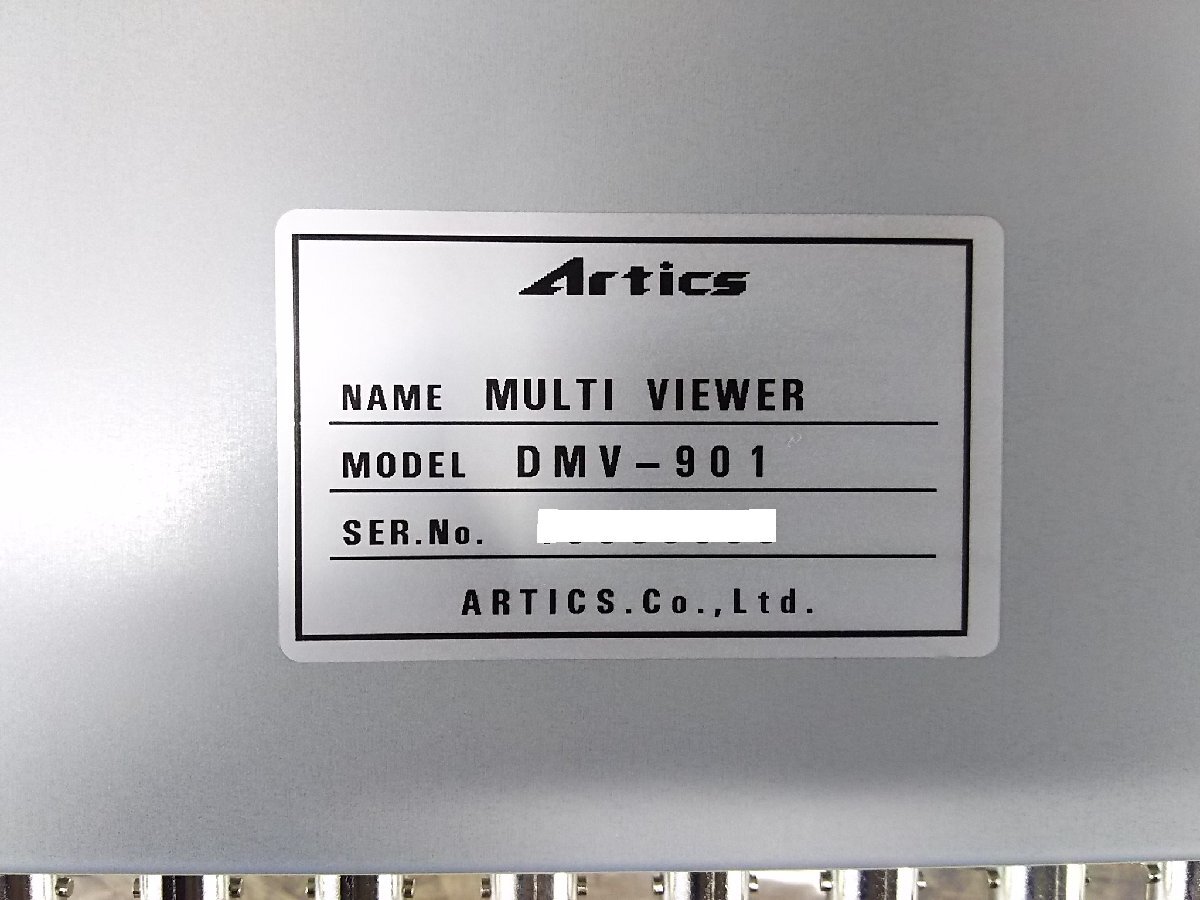 Artics
NAME MULTI VIEWER
MODEL DMV-901
SER.No.
ARTICS.Co.,Ltd.